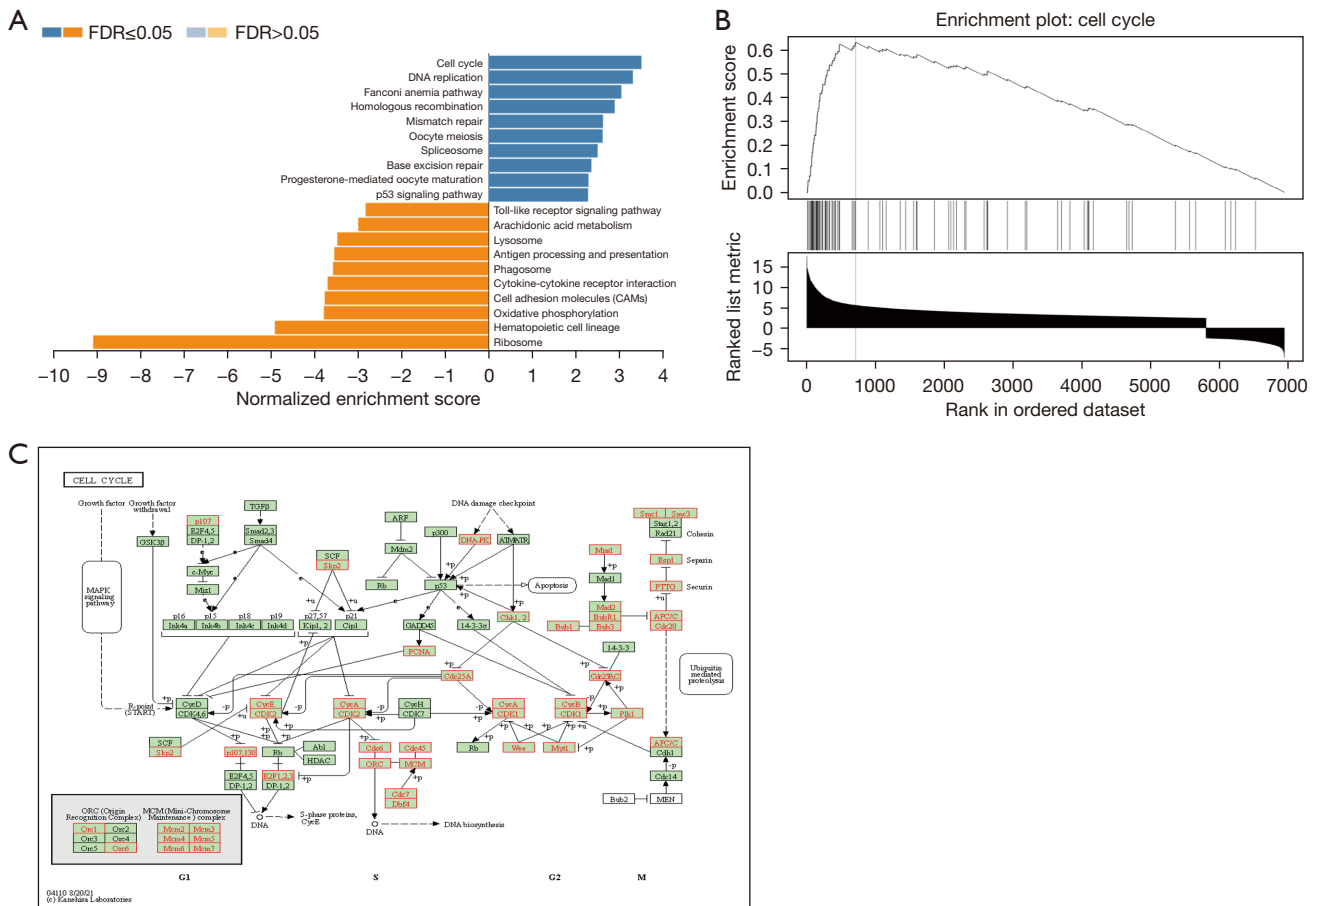 A
FDR≤0.05
FDR>0.05
Cell cycle
DNA replication
Fanconi anemia pathway
Homologous recombination
Mismatch repair
Oocyte meiosis
Spliceosome
Base excision repair
Progesterone-mediated oocyte maturation
p53 signaling pathway
Toll-like receptor signaling pathway
Arachidonic acid metabolism
Lysosome
Antigen processing and presentation
Phagosome
Cytokine-cytokine receptor interaction
Cell adhesion molecules (CAMs)
Oxidative phosphorylation
Hematopoietic cell lineage
Ribosome
−10 −9 −8 −7 −6 −5 −4 −3 −2 −1 0 1 2 3 4
Normalized enrichment score
B
Enrichment plot: cell cycle
Enrichment score
0.6
0.5
0.4
0.3
0.2
0.1
0.0
Ranked list metric
15
10
5
0
−5
0 1000 2000 3000 4000 5000 6000 7000
Rank in ordered dataset
C
CELL CYCLE
Growth factor
Growth factor
withdrawal
GSK3β
p107
E2F4,5
DP-1,2
TGFβ
Smad2,3
Smad4
c-Myc
Miz1
SCF
Skp2
ARF
Mdm2
Rb
p300
DNA damage checkpoint
DNA-PK
ATM/ATR
p53
Apoptosis
Mps1
Mad1
Mad2
BubR1
Bub3
Bub1
Smc1
Smc3
Stag1,2
Rad21
Cohesin
Esp1
Separin
PTTG
Securin
APC/C
Cdc20
MAPK
signaling
pathway
p16
Ink4a
p15
Ink4b
p18
Ink4c
p19
Ink4d
p27,57
Kip1, 2
p21
Cip1
GADD45
14-3-3σ
Chk1, 2
PCNA
Cdc25A
14-3-3
Cdc25B,C
Ubiquitin
mediated
proteolysis
R-point
(START)
CycD
CDK4,6
CycE
CDK2
CycA
CDK2
CycH
CDK7
CycA
CDK1
CycB
CDK1
Plk1
SCF
Skp2
p107,130
Rb
Abl
HDAC
Cdc6
Cdc45
ORC
MCM
Rb
Wee
Myt1
APC/C
Cdh1
Cdc14
Bub2
MEN
E2F4,5
DP-1,2
E2F1,2,3
DP-1,2
Cdc7
Dbf4
DNA
S-phase proteins,
CycE
DNA
DNA biosynthesis
ORC (Origin
Recognition Complex)
MCM (Mini-Chromosome
Maintenance ) complex
Orc1 Orc2
Orc3 Orc4
Orc5 Orc6
Mcm2 Mcm3
Mcm4 Mcm5
Mcm6 Mcm7
G1
S
G2
M
04110 8/20/21
(c) Kanehisa Laboratories